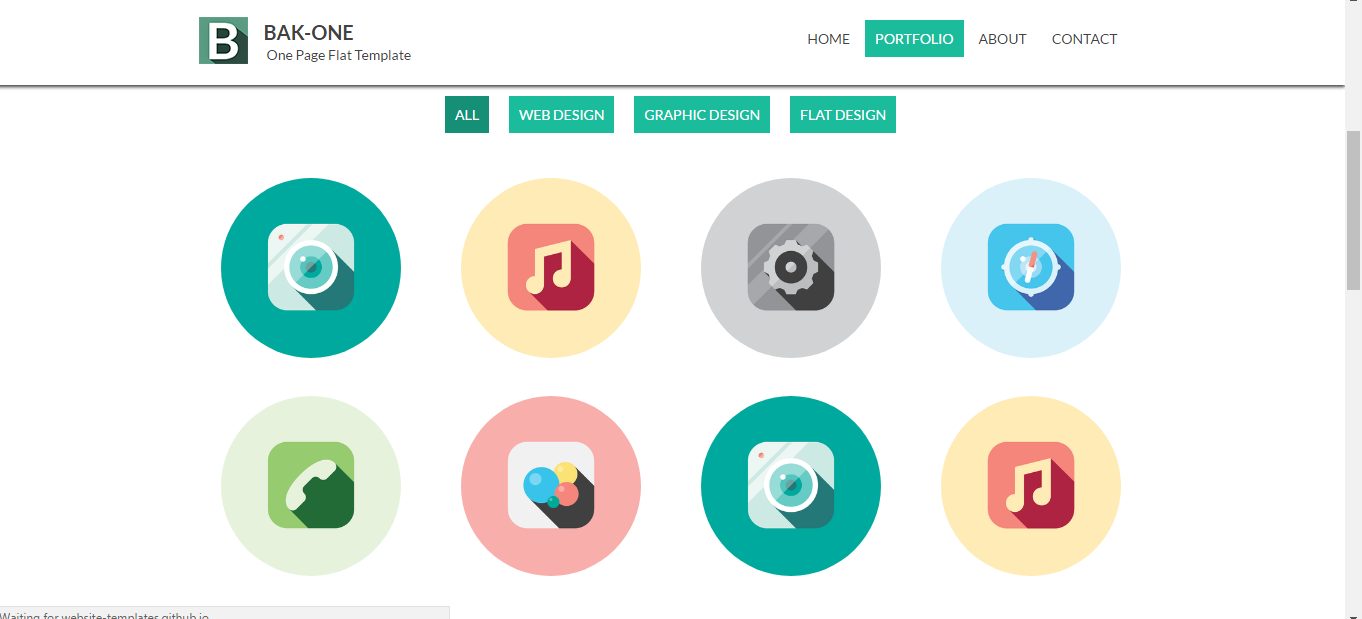 B
BAK-ONE
One Page Flat Template
HOME PORTFOLIO ABOUT CONTACT
ALL WEB DESIGN GRAPHIC DESIGN FLAT DESIGN
Waiting for website-templates.github.io